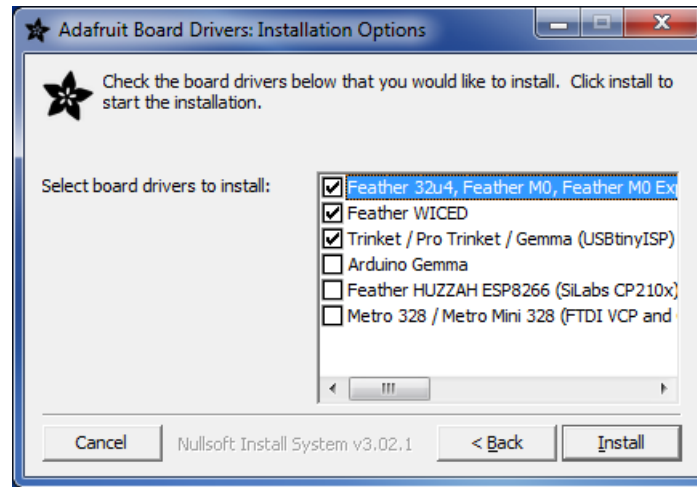 Adafruit Board Drivers: Installation Options
Check the board drivers below that you would like to install. Click install to
start the installation.
Select board drivers to install:
Feather 32u4, Feather M0, Feather M0
Feather WICED
Trinket / Pro Trinket / Gemma (USBtinyISP)
Arduino Gemma
Feather HUZZAH ESP8266 (SiLabs CP210x)
Metro 328 / Metro Mini 328 (FTDI VCP and
Cancel
Nullsoft Install System v3.02.1
< Back
Install